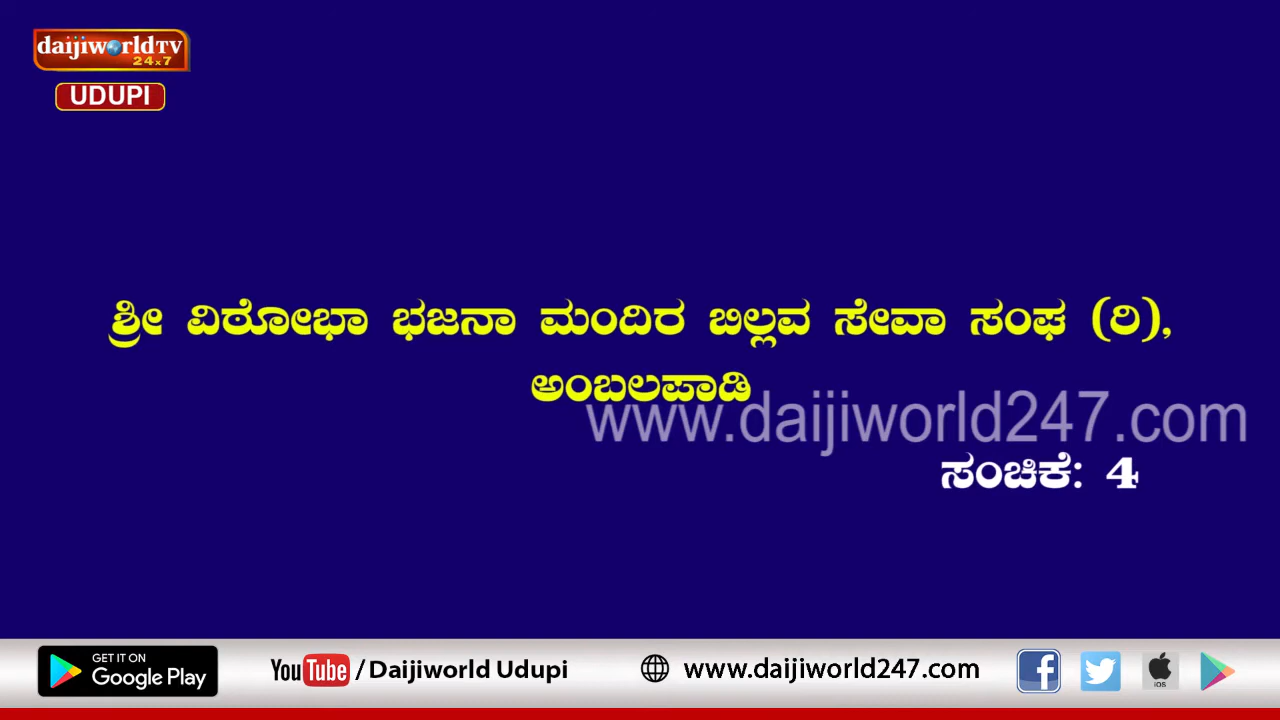 daijiworldTV
24x7
UDUPI
ಶ್ರೀ ವಿಠೋಭಾ ಭಜನಾ ಮಂದಿರ ಬಿಲ್ಲವ ಸೇವಾ ಸಂಘ (ರಿ),
ಅಂಬಲಪಾಡಿ
www.daijiworld247.com
ಸಂಚಿಕೆ: 4
GET IT ON
Google Play
YouTube /Daijiworld Udupi
www.daijiworld247.com
iOS